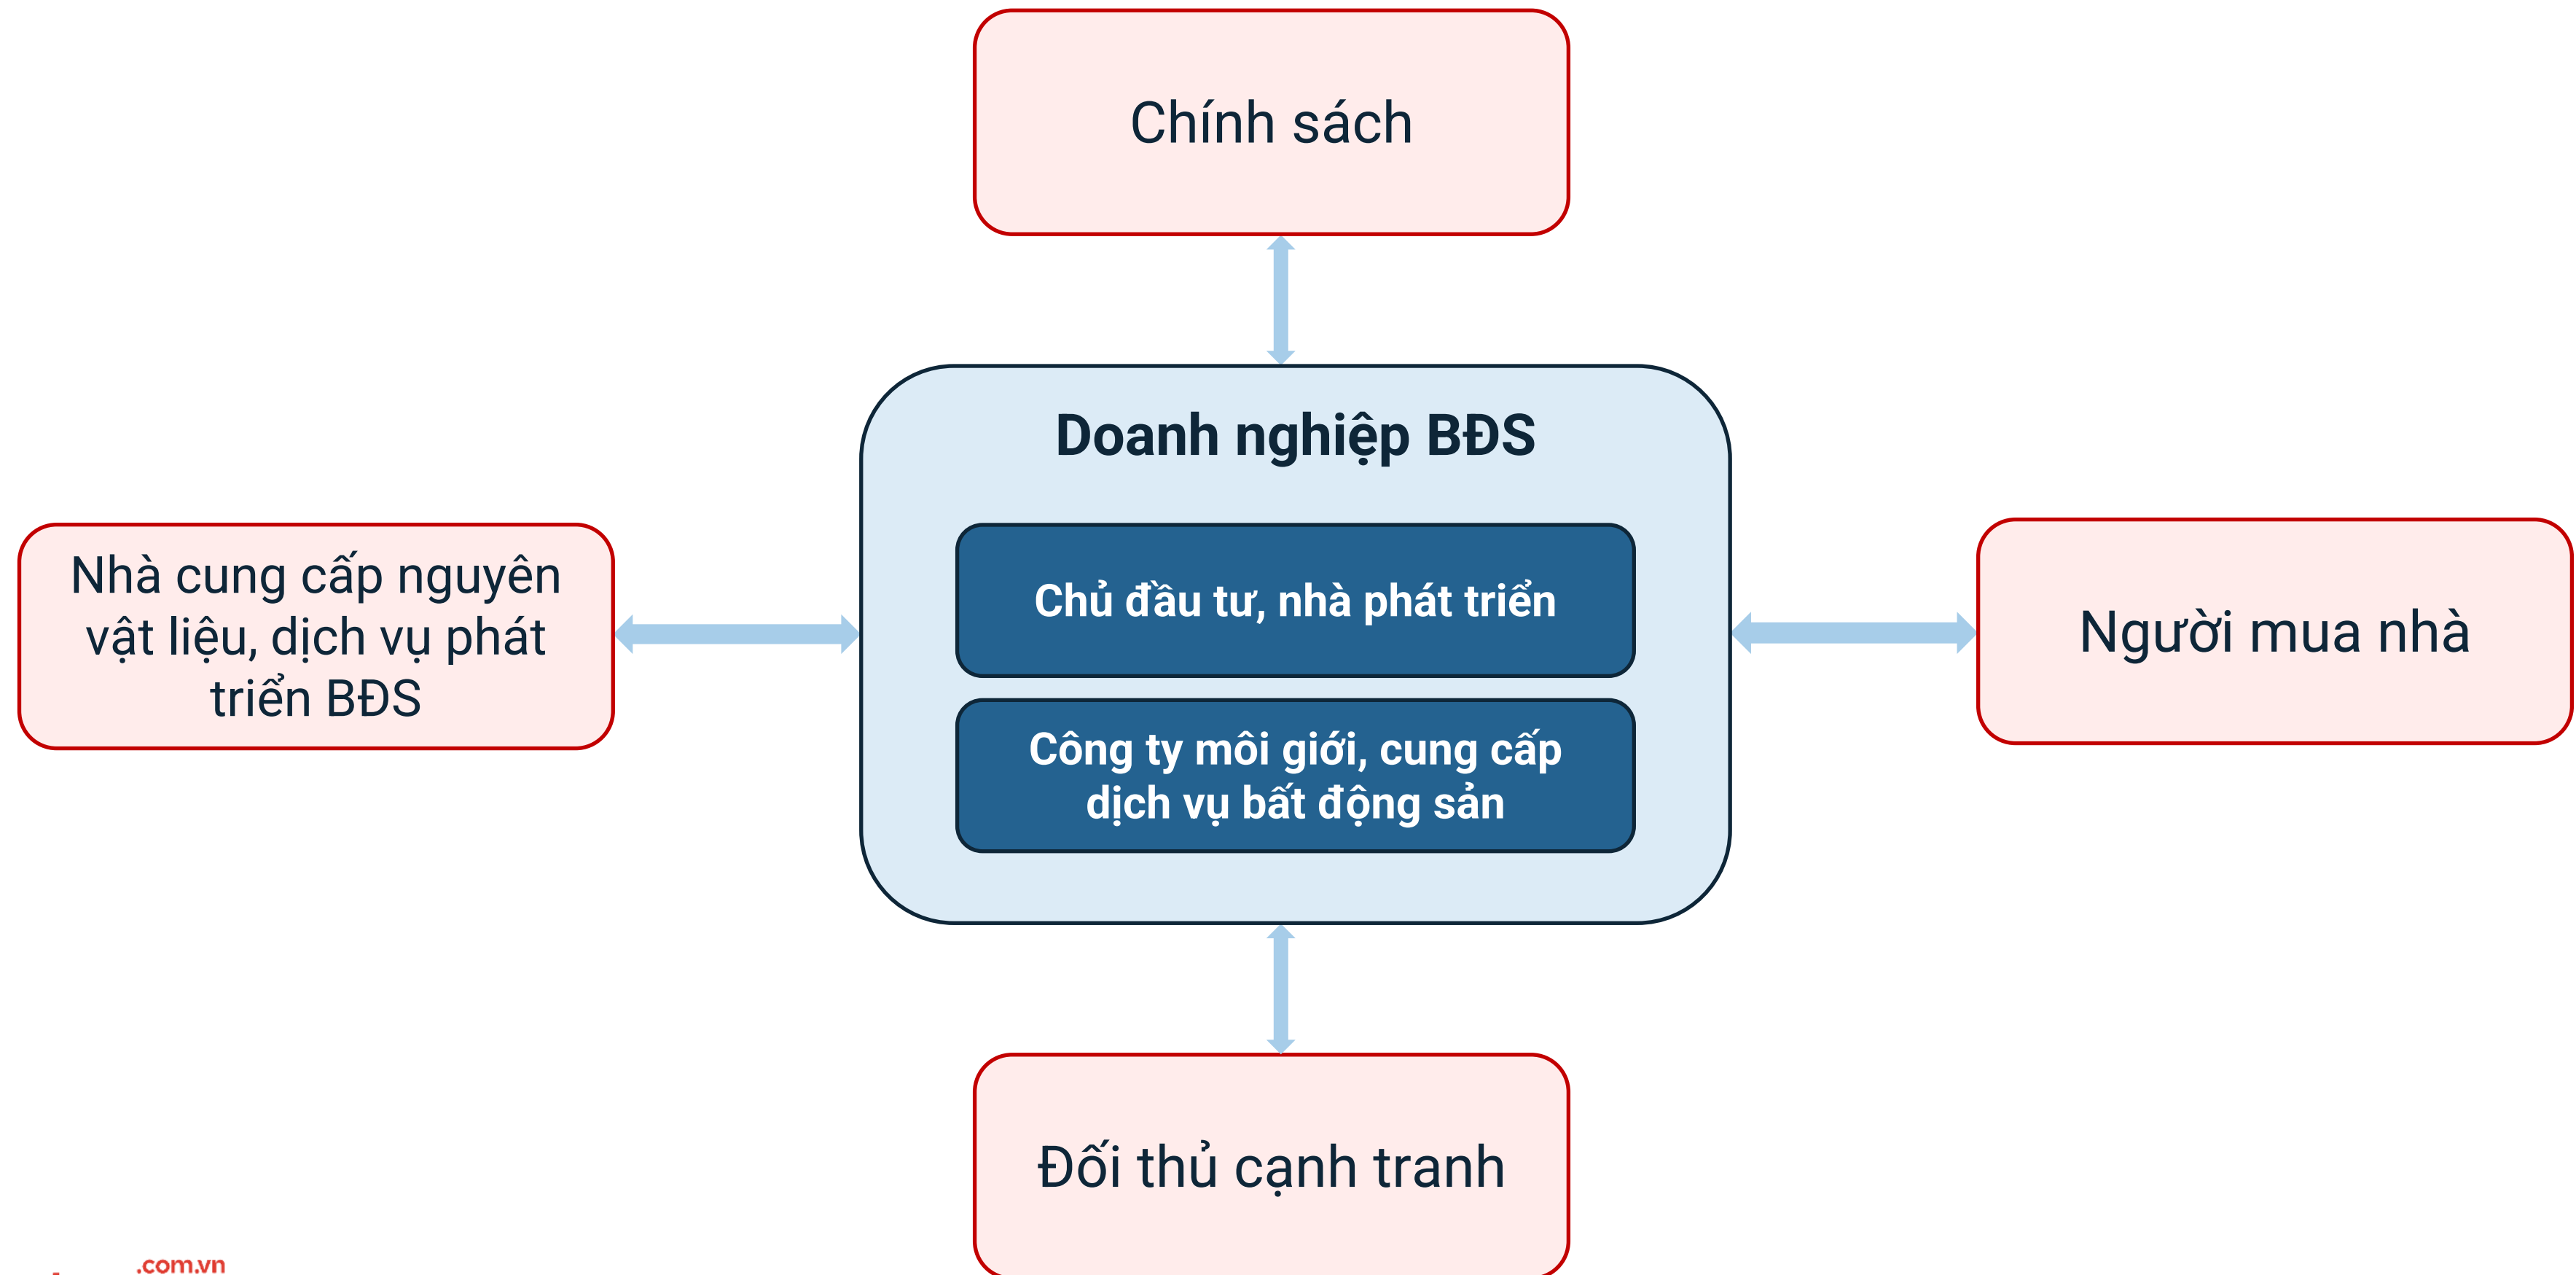 Chính sách
Doanh nghiệp BĐS
Nhà cung cấp nguyên
vật liệu, dịch vụ phát
triển BĐS
Chủ đầu tư, nhà phát triển
Công ty môi giới, cung cấp
dịch vụ bất động sản
Người mua nhà
Đối thủ cạnh tranh
.com.vn